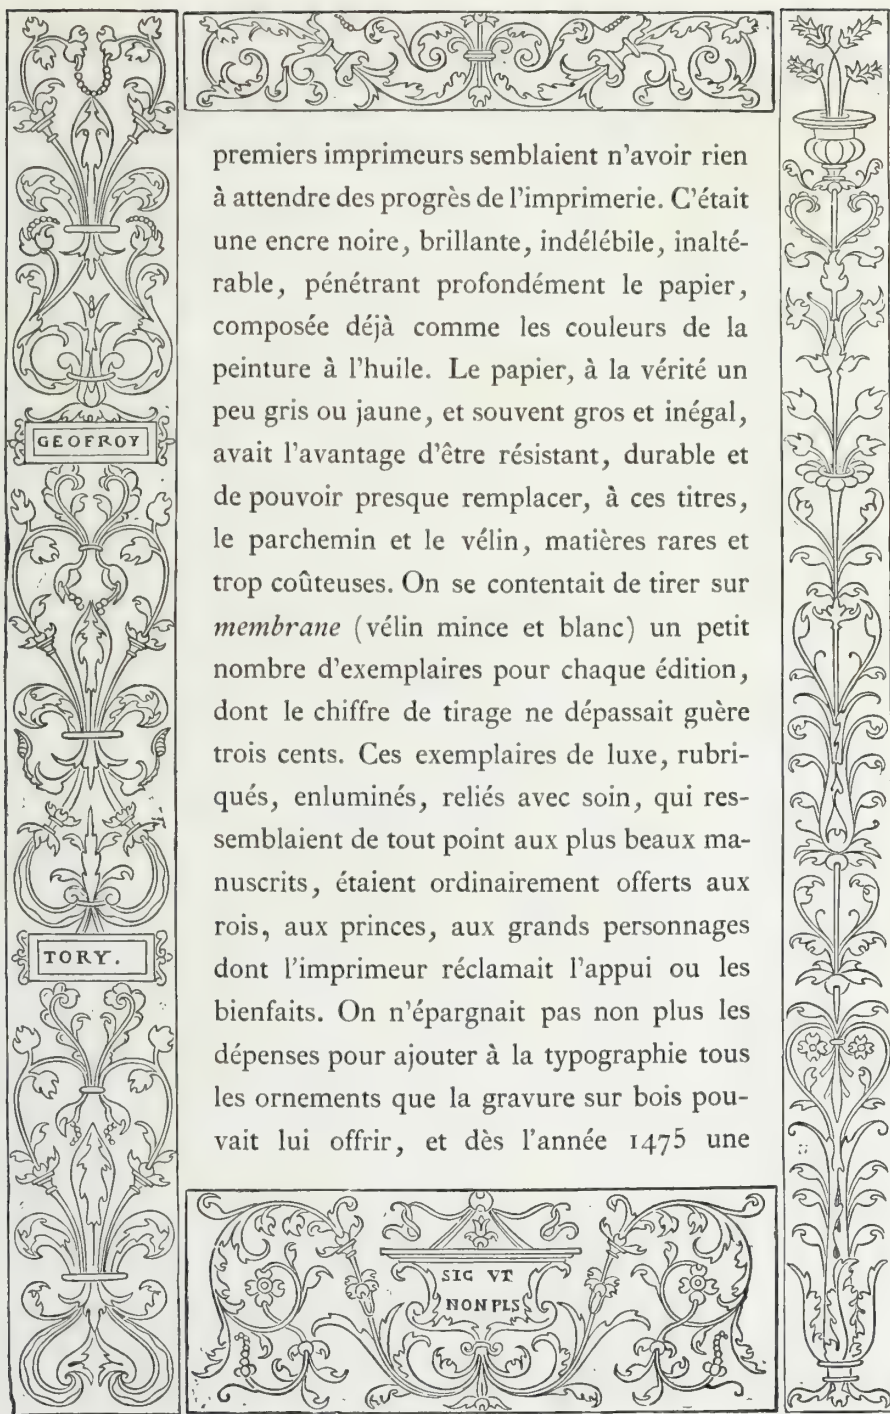 premiers imprimeurs semblaient n'avoir rien
à attendre des progrès de l'imprimerie. C'était
une encre noire, brillante, indélébile, inalté-
rable, pénétrant profondément le papier,
composée déjà comme les couleurs de la
peinture à l'huile. Le papier, à la vérité un
peu gris ou jaune, et souvent gros et inégal,
avait l'avantage d'être résistant, durable et
de pouvoir presque remplacer, à ces titres,
le parchemin et le vélin, matières rares et
trop coûteuses. On se contentait de tirer sur
membrane (vélin mince et blanc) un petit
nombre d'exemplaires pour chaque édition,
dont le chiffre de tirage ne dépassait guère
trois cents. Ces exemplaires de luxe, rubri-
qués, enluminés, reliés avec soin, qui res-
semblaient de tout point aux plus beaux ma-
nuscrits, étaient ordinairement offerts aux
rois, aux princes, aux grands personnages
dont l'imprimeur réclamait l'appui ou les
bienfaits. On n'épargnait pas non plus les
dépenses pour ajouter à la typographie tous
les ornements que la gravure sur bois pou-
vait lui offrir, et dès l'année 1475 une
GEOFROY
TORY.
SIC VT
NON PLS